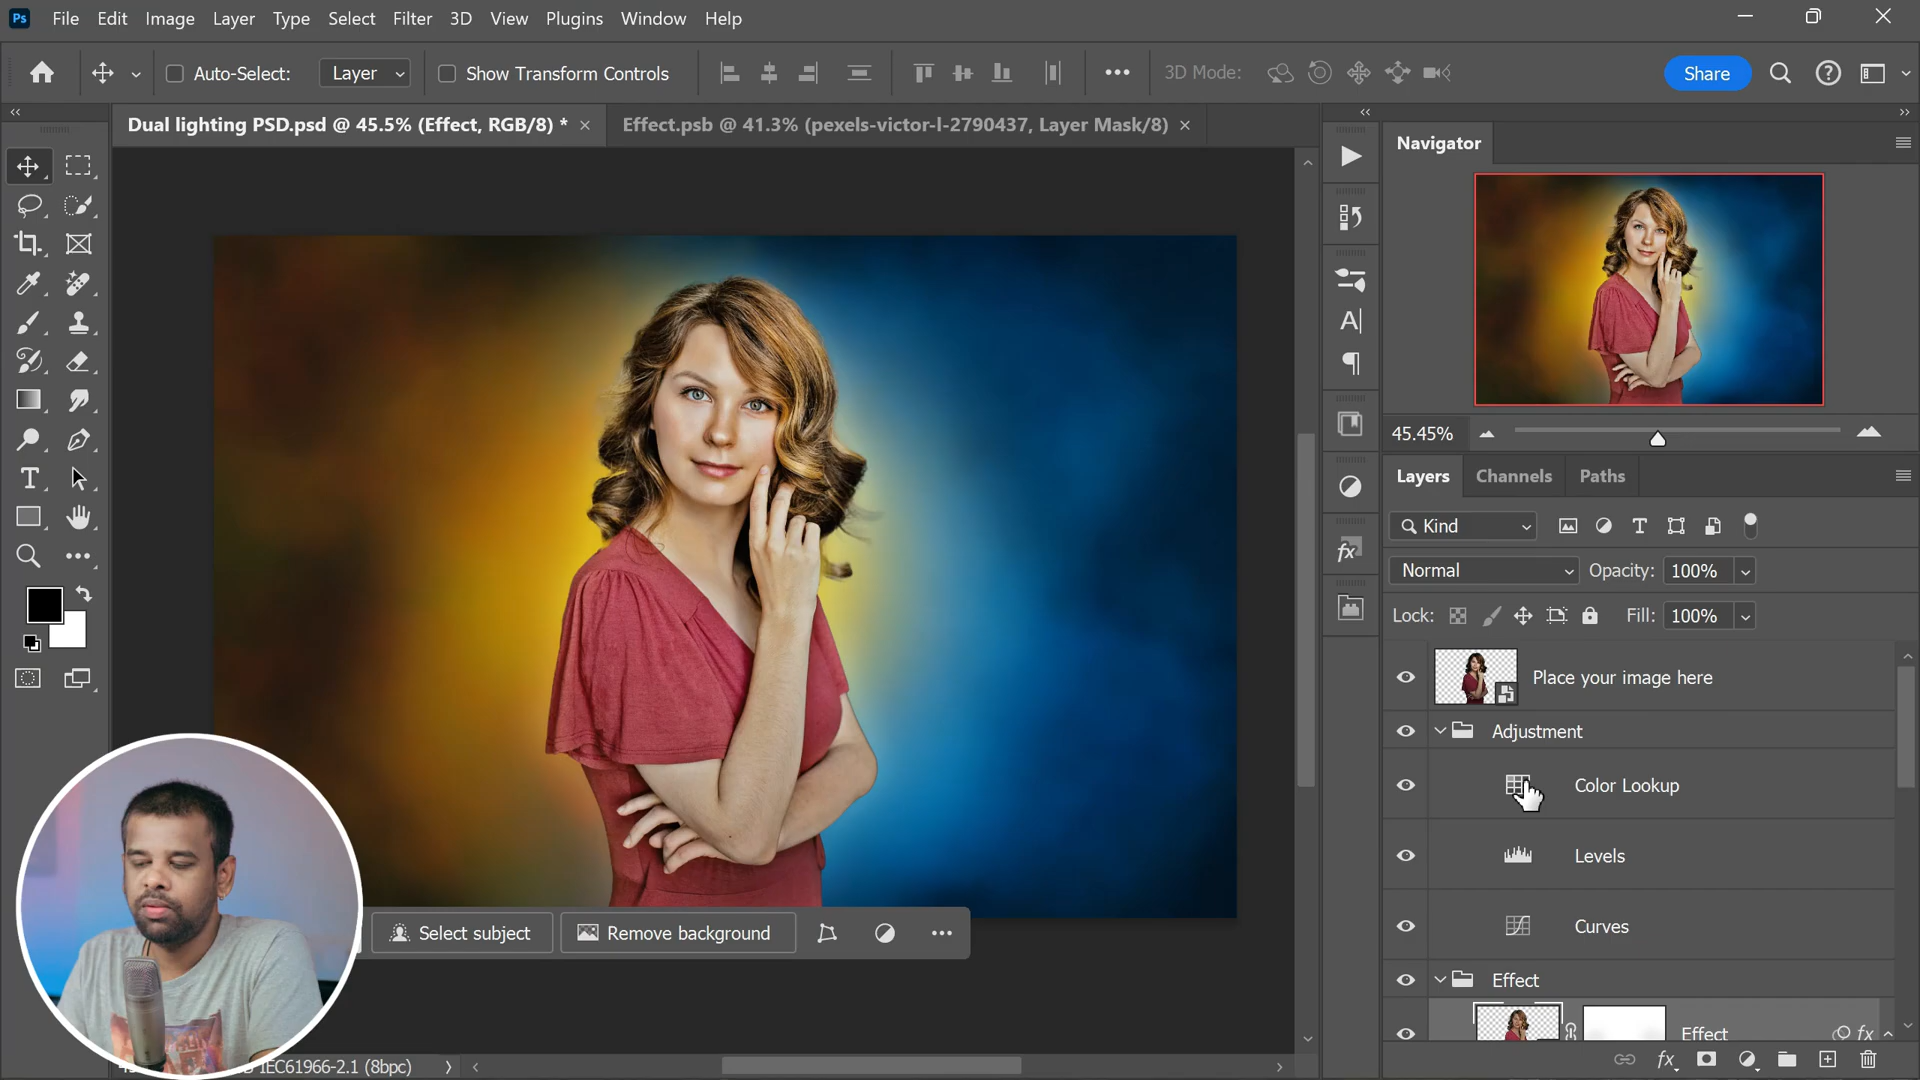 Ps File Edit Image Layer Type Select Filter 3D View Plugins Window Help
Auto-Select: Layer Show Transform Controls 3D Mode: Share
Dual lighting PSD.psd @ 45.5% (Effect, RGB/8) * Effect.psb @ 41.3% (pexels-victor-l-2790437, Layer Mask/8)
Navigator
45.45%
Layers Channels Paths
Kind
Normal Opacity: 100%
Lock: Fill: 100%
Place your image here
Adjustment
Color Lookup
Levels
Curves
Effect
Effect fx
Select subject Remove background
IEC61966-2.1 (8bpc)